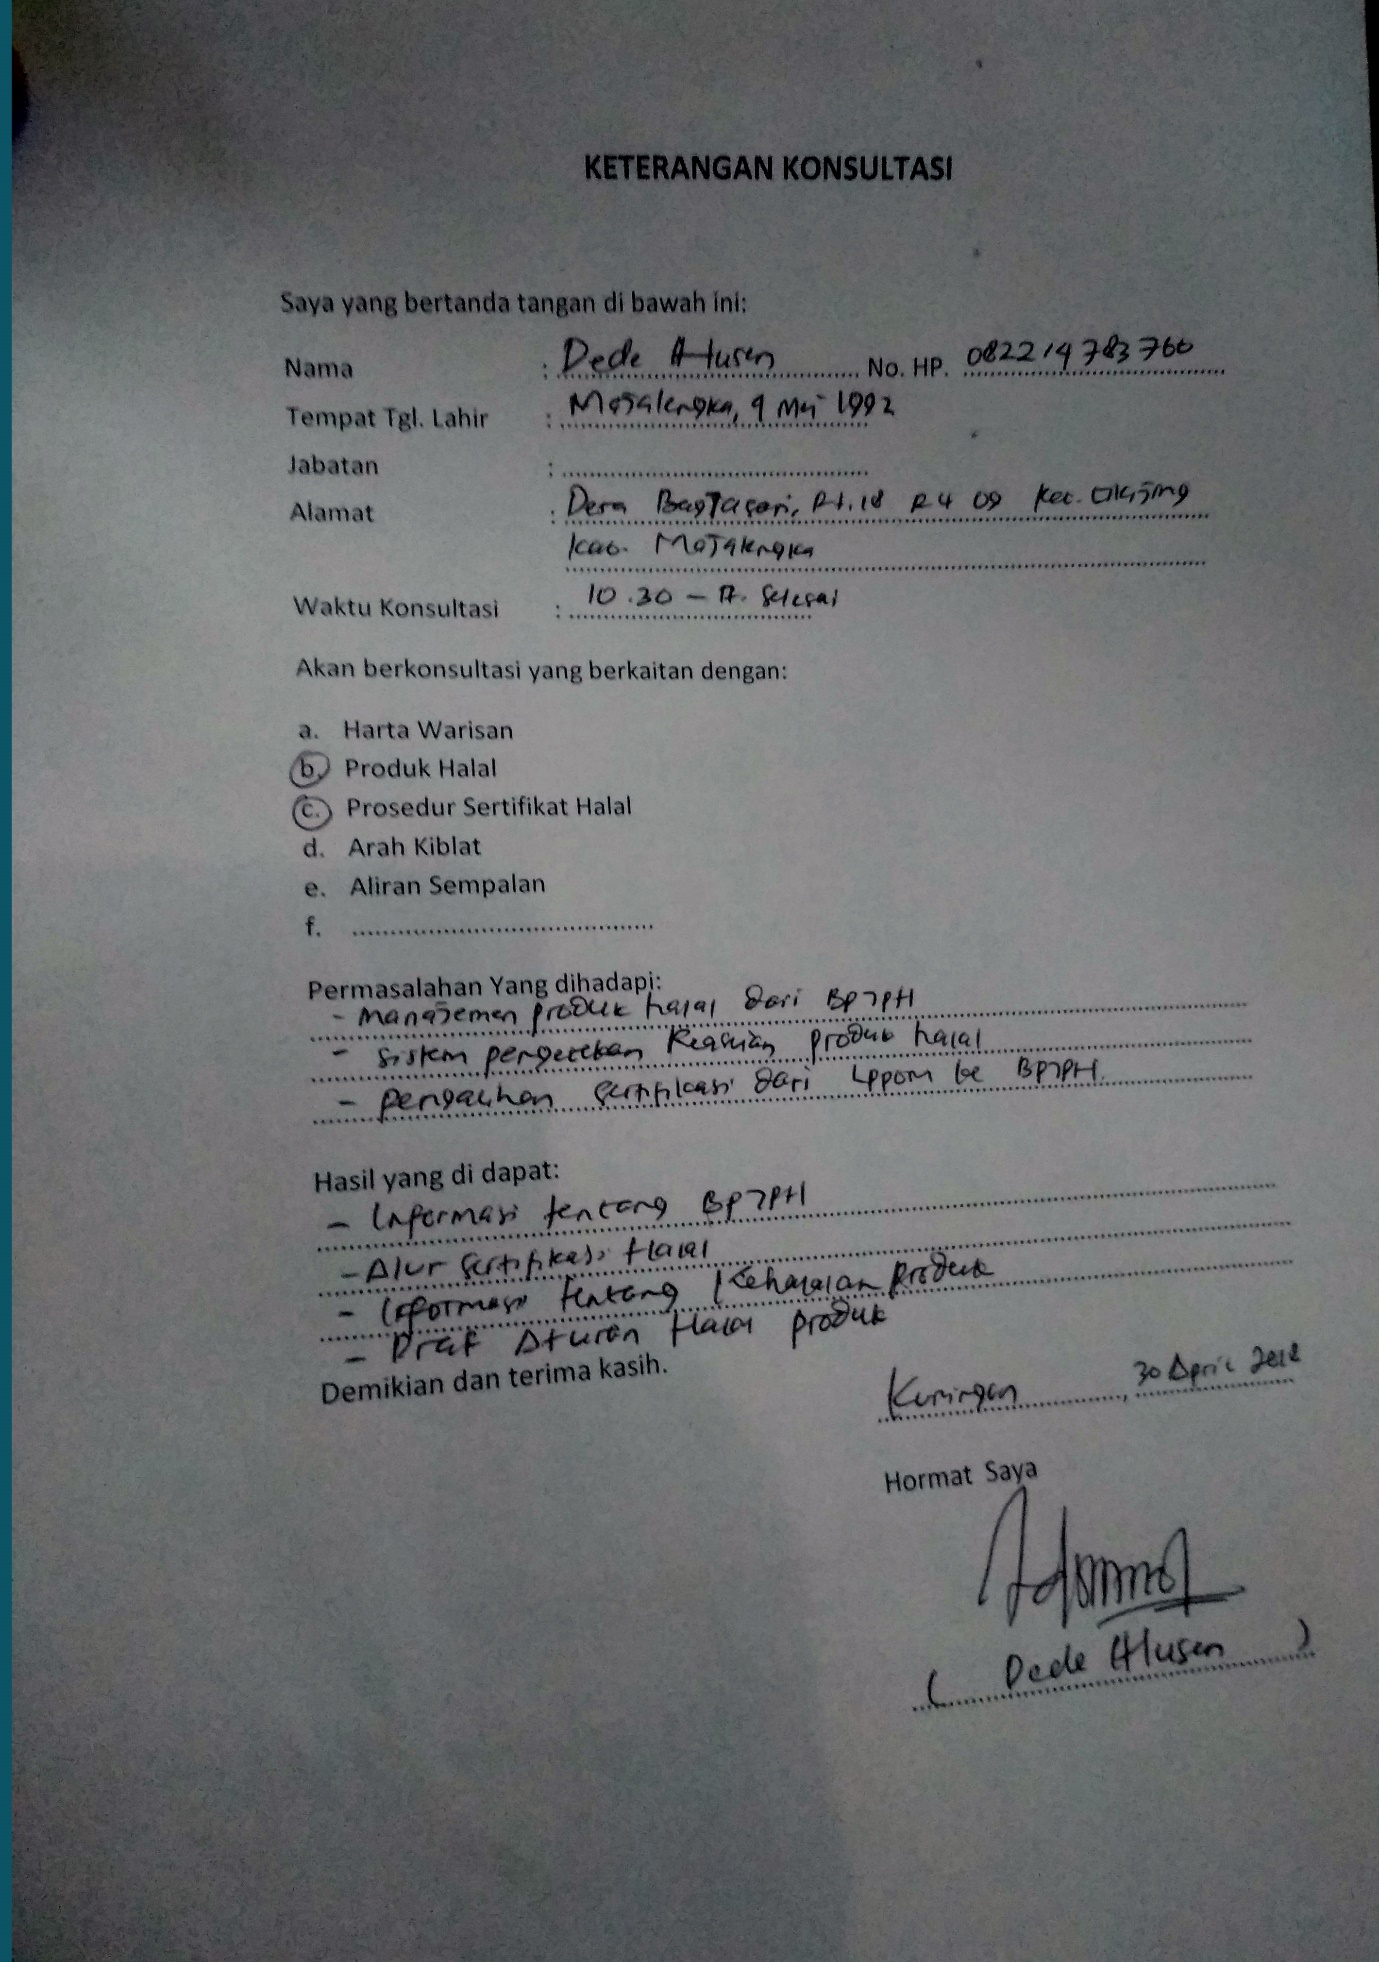 KETERANGAN KONSULTASI
Saya yang bertanda tangan di bawah ini:
Nama : Dede Husen No. HP. 082214783760
Tempat Tgl. Lahir : Majalengka, 9 Mei 1992
Jabatan :
Alamat : Desa Bagjasari, Rt. 18 Rw 09 Kec. Cikijing
Kab. Majalengka
Waktu Konsultasi : 10.30 - Selesai
Akan berkonsultasi yang berkaitan dengan:
a. Harta Warisan
b. Produk Halal
c. Prosedur Sertifikat Halal
d. Arah Kiblat
e. Aliran Sempalan
f.
Permasalahan Yang dihadapi:
- Manajemen produk halal dari BPJPH
- Sistem pengecekan produk halal
- pengalihan sertifikasi dari LPPOM ke BPJPH.
Hasil yang di dapat:
- Informasi tentang BPJPH
- Alur Sertifikasi Halal
- Informasi tentang Kehalalan produk
- Draf Aturan Halal produk
Demikian dan terima kasih.
Kuningan, 30 April 2018
Hormat Saya
( Dede Husen )